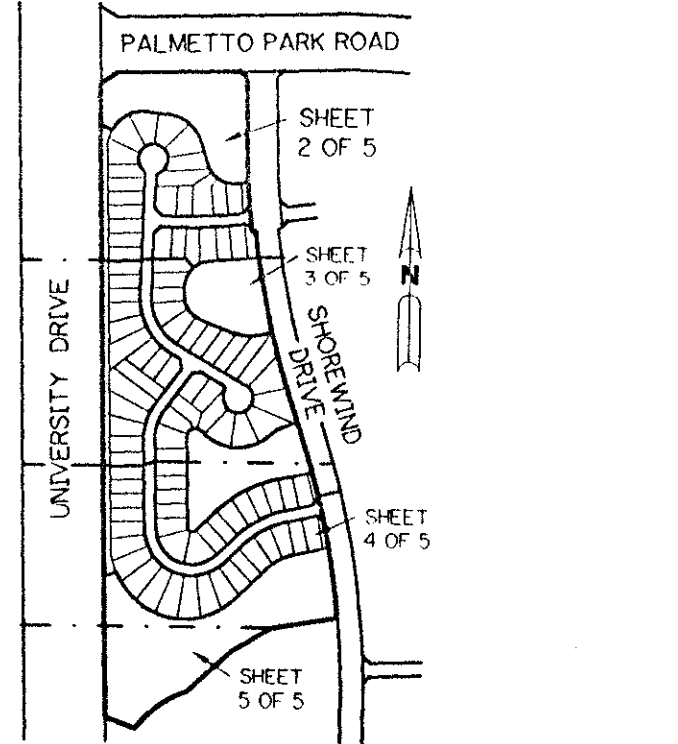 PALMETTO PARK ROAD
SHEET
2 OF 5
SHEET
3 OF 5
N
UNIVERSITY DRIVE
SHOREWIND
DRIVE
SHEET
4 OF 5
SHEET
5 OF 5